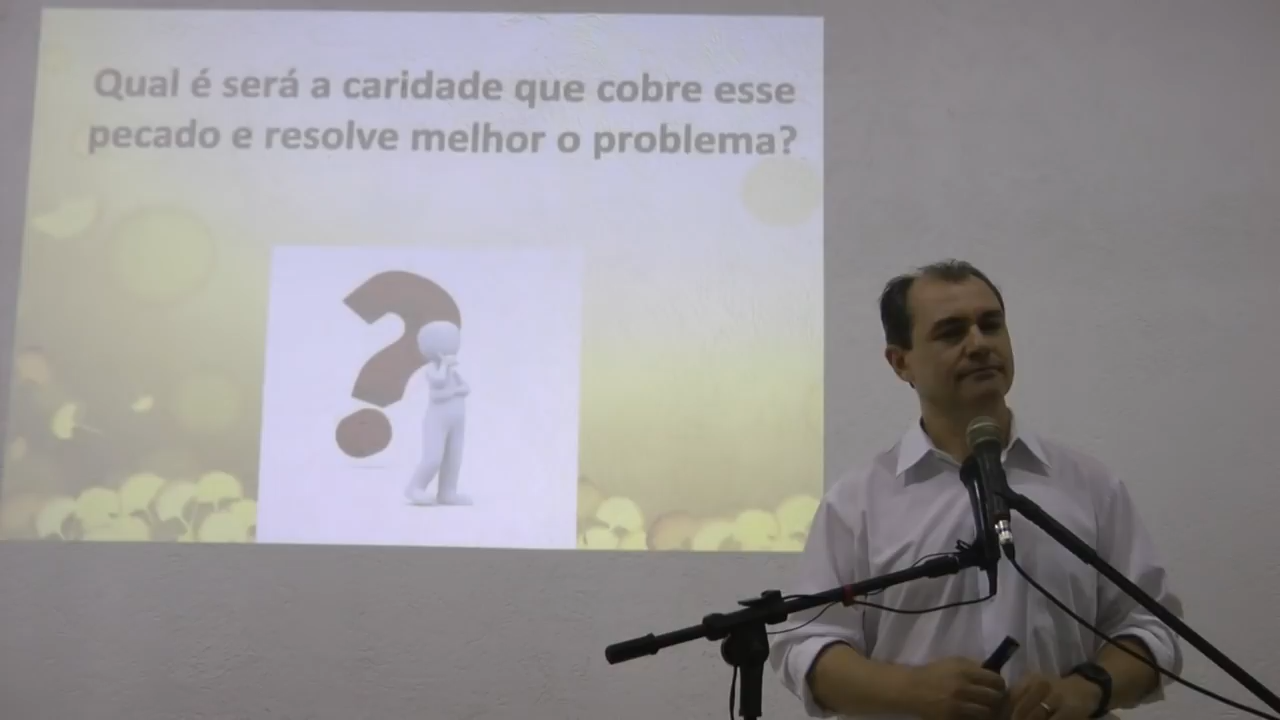 Qual é será a caridade que cobre esse
pecado e resolve melhor o problema?